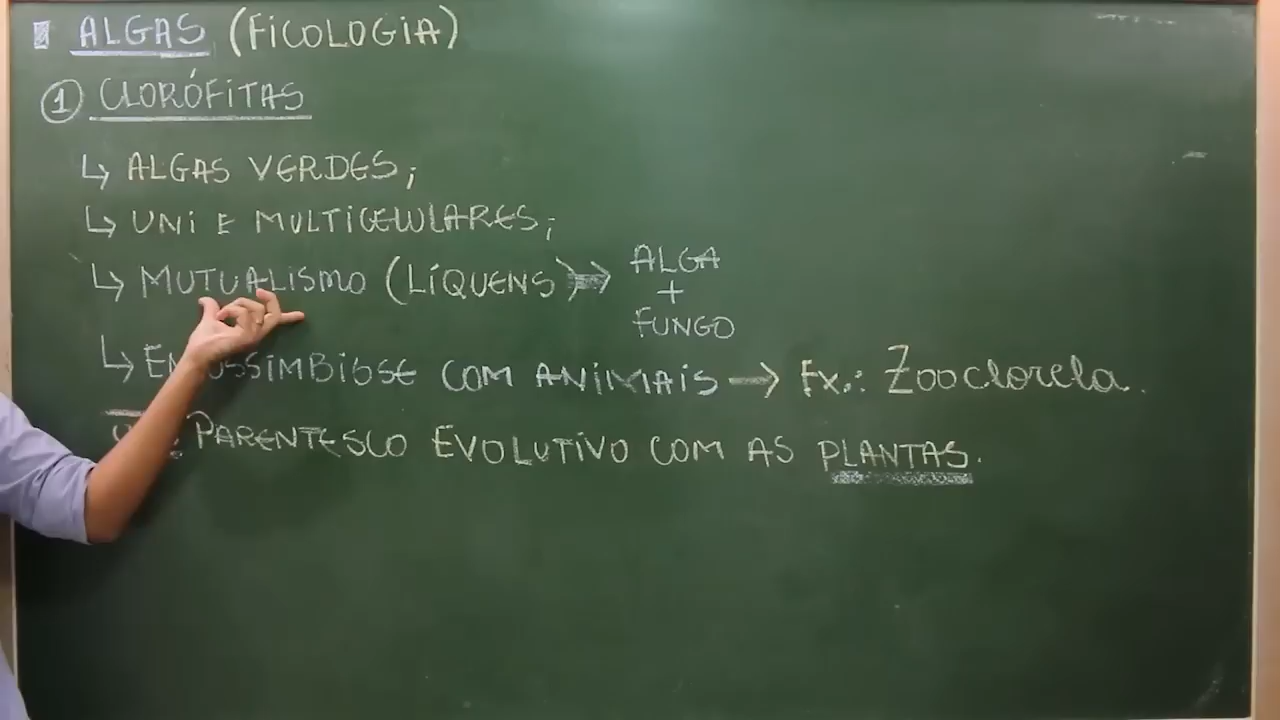 ALGAS (FICOLOGIA)
1 CLORÓFITAS
↳ ALGAS VERDES;
↳ UNI E MULTICELULARES;
↳ MUTUALISMO (LÍQUENS) ⇒ ALGA + FUNGO
↳ COM ANIMAIS → Ex.: Zooclorela.
PARENTESCO EVOLUTIVO COM AS PLANTAS.